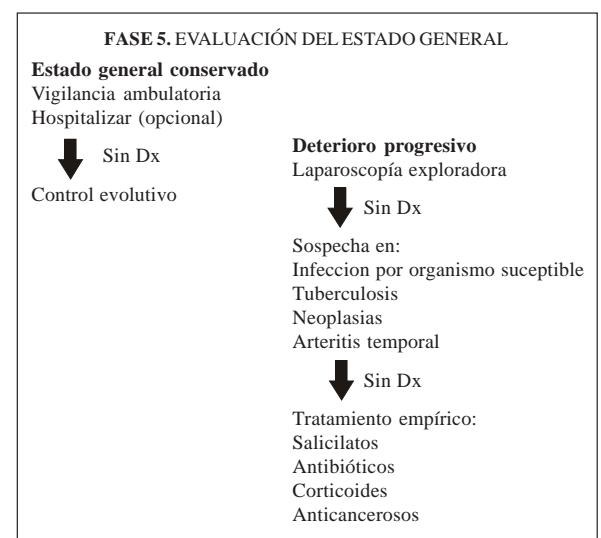 FASE 5. EVALUACIÓN DEL ESTADO GENERAL
Estado general conservado
Vigilancia ambulatoria
Hospitalizar (opcional)
Sin Dx
Control evolutivo
Deterioro progresivo
Laparoscopía exploradora
Sin Dx
Sospecha en:
Infeccion por organismo suceptible
Tuberculosis
Neoplasias
Arteritis temporal
Sin Dx
Tratamiento empírico:
Salicilatos
Antibióticos
Corticoides
Anticancerosos